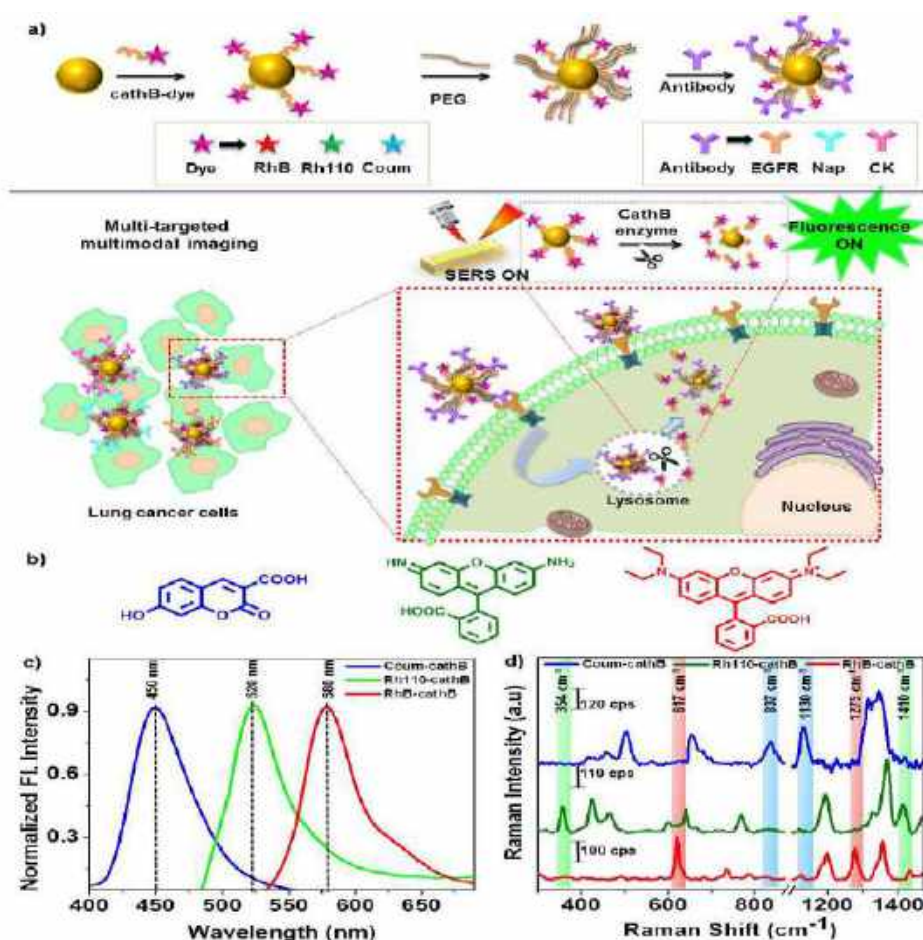 a)
cathB-dye
PEG
Antibody
Dye RhB Rh110 Coum
Antibody EGFR Nap CK
Multi-targeted
multimodal imaging
SERS ON
CathB
enzyme
Fluorescence
ON
Lung cancer cells
Lysosome
Nucleus
b)
HO O O COOH
HN O NH₂
HOOC
N O N⁺
COOH
c)
450 nm
520 nm
580 nm
Coum-cathB
Rh110-cathB
RhB-cathB
Normalized FL Intensity
0.9
0.6
0.3
400 450 500 550 600 650
Wavelength (nm)
d)
Coum-cathB Rh110-cathB RhB-cathB
354 cm⁻¹
617 cm⁻¹
837 cm⁻¹
1130 cm⁻¹
1275 cm⁻¹
1410 cm⁻¹
120 cps
119 cps
190 cps
Raman Intensity (a.u)
400 600 800 1200 1400
Raman Shift (cm⁻¹)